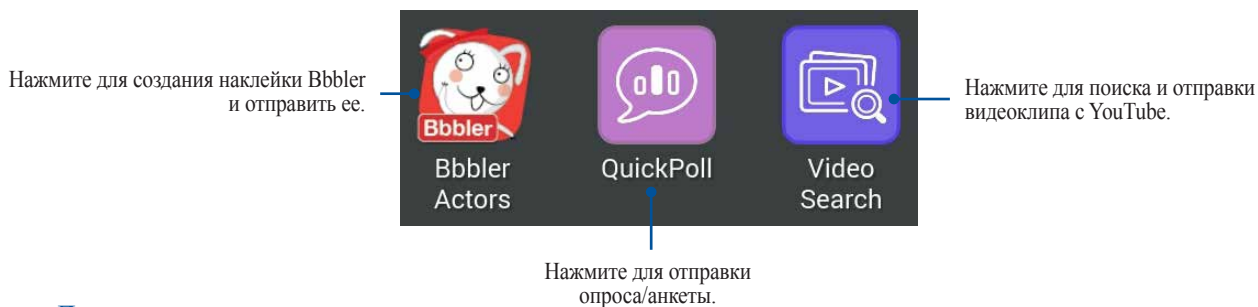 Нажмите для создания наклейки Bbbler
и отправить ее.
Bbbler
Bbbler
Actors
QuickPoll
Video
Search
Нажмите для поиска и отправки
видеоклипа с YouTube.
Нажмите для отправки
опроса/анкеты.